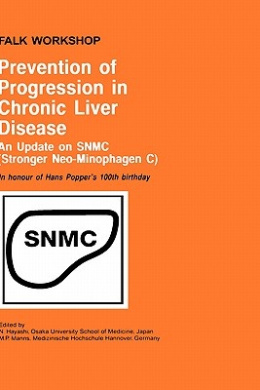 FALK WORKSHOP
Prevention of
Progression in
Chronic Liver
Disease
An Update on SNMC
(Stronger Neo-Minophagen C)
In honour of Hans Popper's 100th birthday
SNMC
Edited by
N. Hayashi, Osaka University School of Medicine, Japan
M.P. Manns, Medizinische Hochschule Hannover, Germany